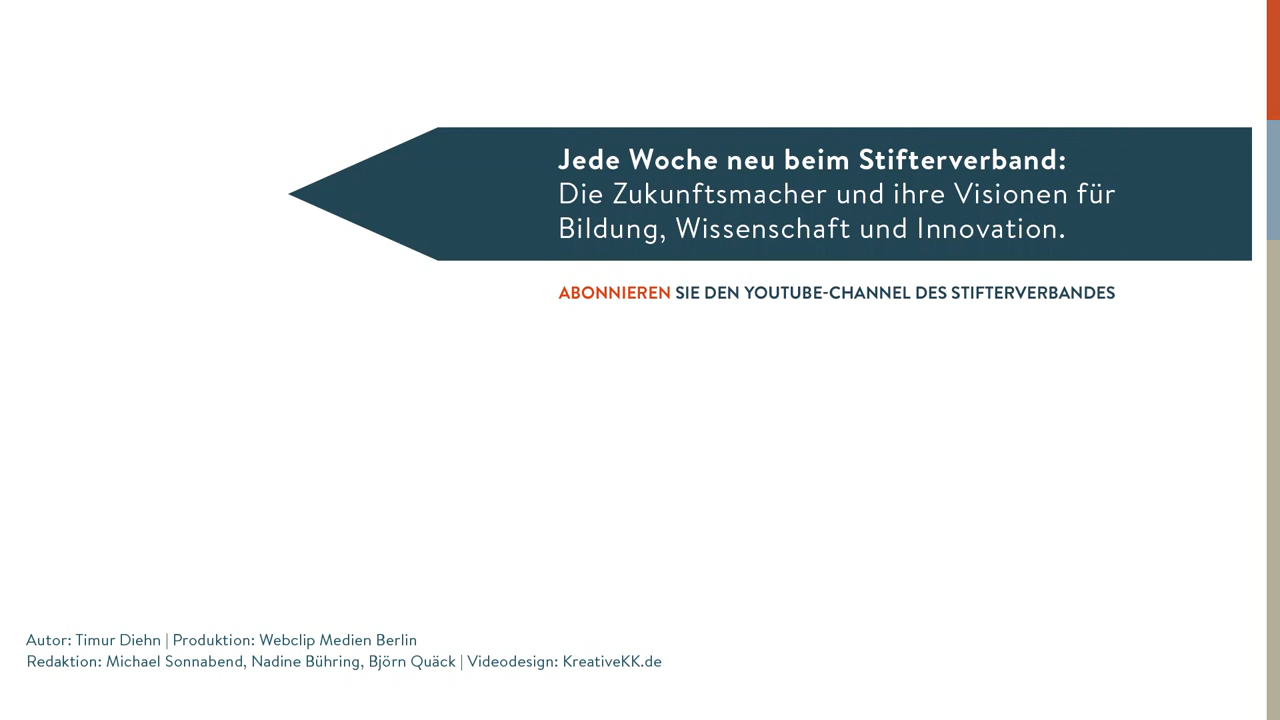 Jede Woche neu beim Stifterverband:
Die Zukunftsmacher und ihre Visionen für
Bildung, Wissenschaft und Innovation.
ABONNIEREN SIE DEN YOUTUBE-CHANNEL DES STIFTERVERBANDES
Autor: Timur Diehn | Produktion: Webclip Medien Berlin
Redaktion: Michael Sonnabend, Nadine Bühring, Björn Quäck | Videodesign: KreativeKK.de